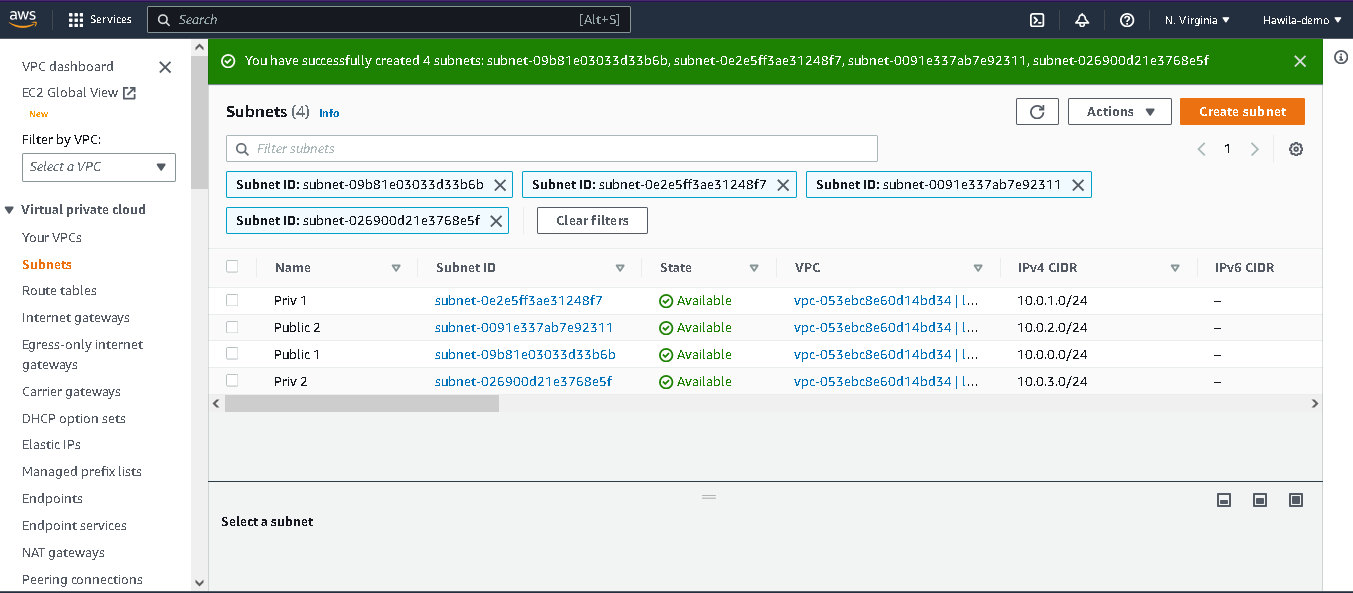 aws Services Search [Alt+S] N. Virginia Hawila-demo
VPC dashboard
EC2 Global View
New
Filter by VPC:
Select a VPC
Virtual private cloud
Your VPCs
Subnets
Route tables
Internet gateways
Egress-only internet
gateways
Carrier gateways
DHCP option sets
Elastic IPs
Managed prefix lists
Endpoints
Endpoint services
NAT gateways
Peering connections
You have successfully created 4 subnets: subnet-09b81e03033d33b6b, subnet-0e2e5ff3ae31248f7, subnet-0091e337ab7e92311, subnet-026900d21e3768e5f
Subnets (4) Info Actions Create subnet
Filter subnets 1
Subnet ID: subnet-09b81e03033d33b6b Subnet ID: subnet-0e2e5ff3ae31248f7 Subnet ID: subnet-0091e337ab7e92311
Subnet ID: subnet-026900d21e3768e5f Clear filters
Name Subnet ID State VPC IPv4 CIDR IPv6 CIDR
Priv 1 subnet-0e2e5ff3ae31248f7 Available vpc-053ebc8e60d14bd34 | l... 10.0.1.0/24 –
Public 2 subnet-0091e337ab7e92311 Available vpc-053ebc8e60d14bd34 | l... 10.0.2.0/24 –
Public 1 subnet-09b81e03033d33b6b Available vpc-053ebc8e60d14bd34 | l... 10.0.0.0/24 –
Priv 2 subnet-026900d21e3768e5f Available vpc-053ebc8e60d14bd34 | l... 10.0.3.0/24 –
Select a subnet